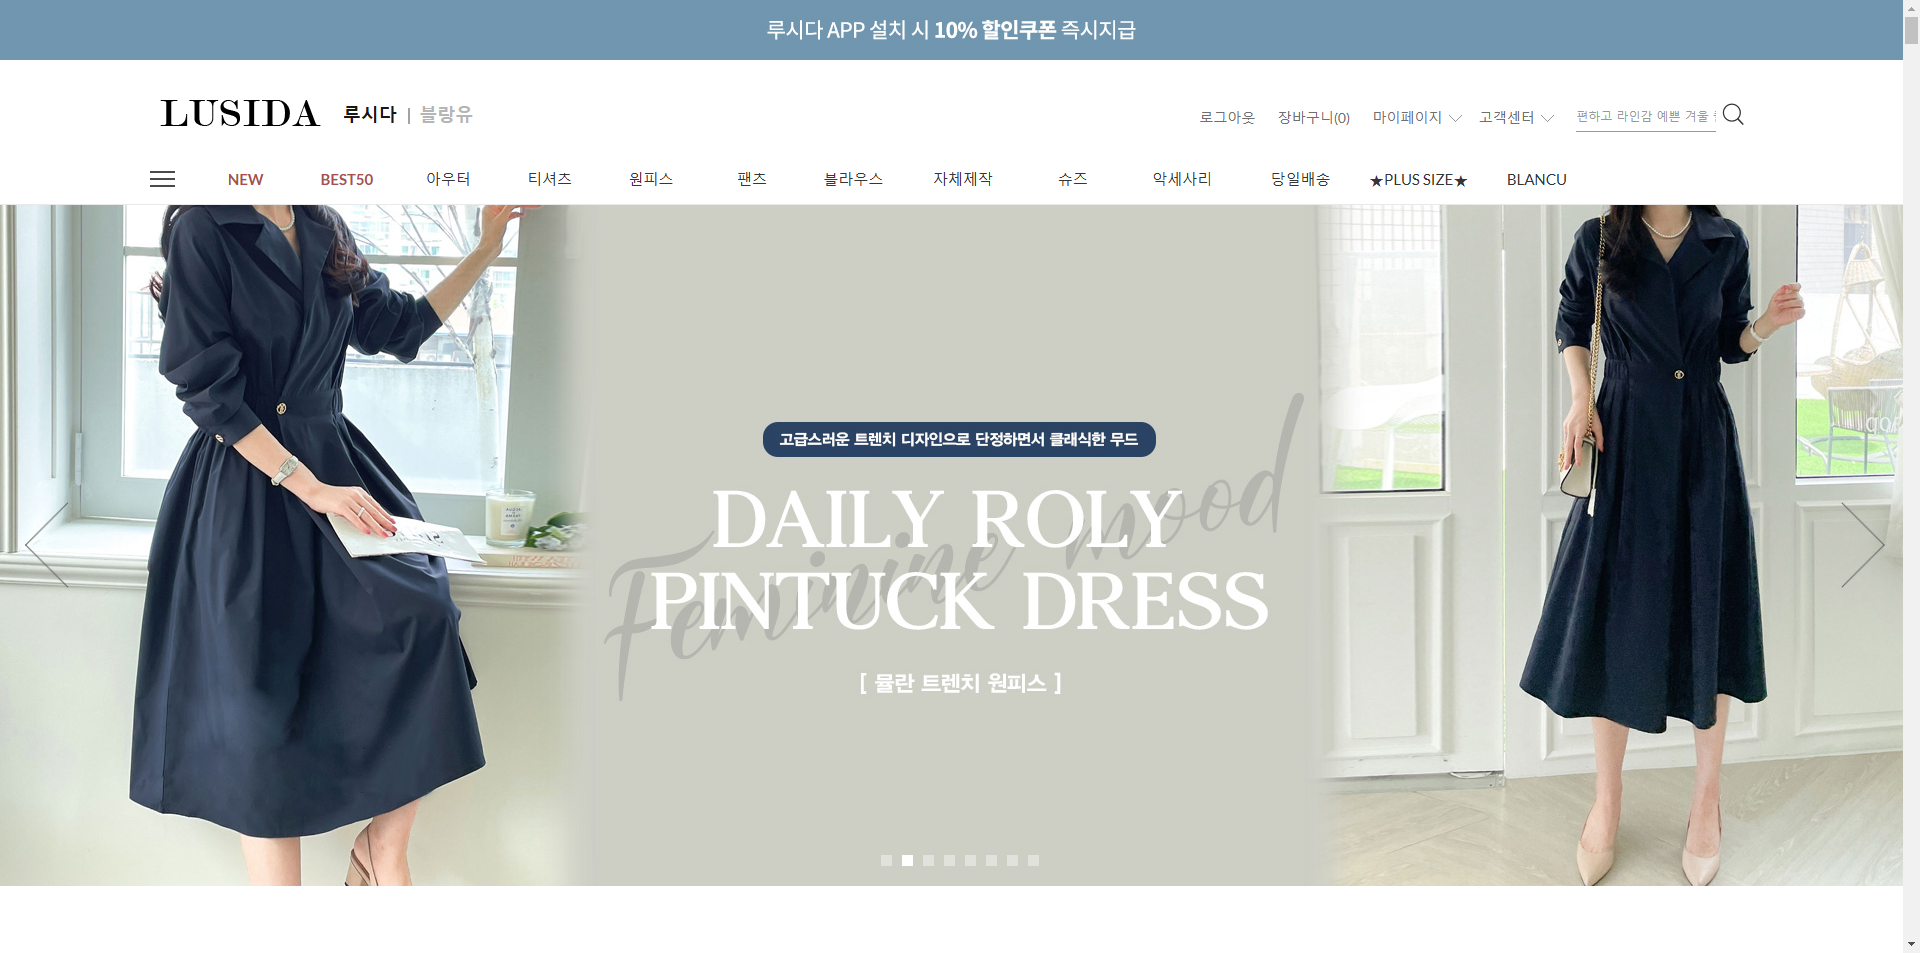 루시다 APP 설치 시 10% 할인쿠폰 즉시지급
LUSIDA 루시다 | 블랑유
로그아웃 장바구니(0) 마이페이지 고객센터 편하고 라인감 예쁜 겨울
NEW BEST50 아우터 티셔츠 원피스 팬츠 블라우스 자체제작 슈즈 악세사리 당일배송 ★PLUS SIZE★ BLANCU
고급스러운 트렌치 디자인으로 단정하면서 클래식한 무드
Feminine mood
DAILY ROLY
PINTUCK DRESS
[ 뮬란 트렌치 원피스 ]